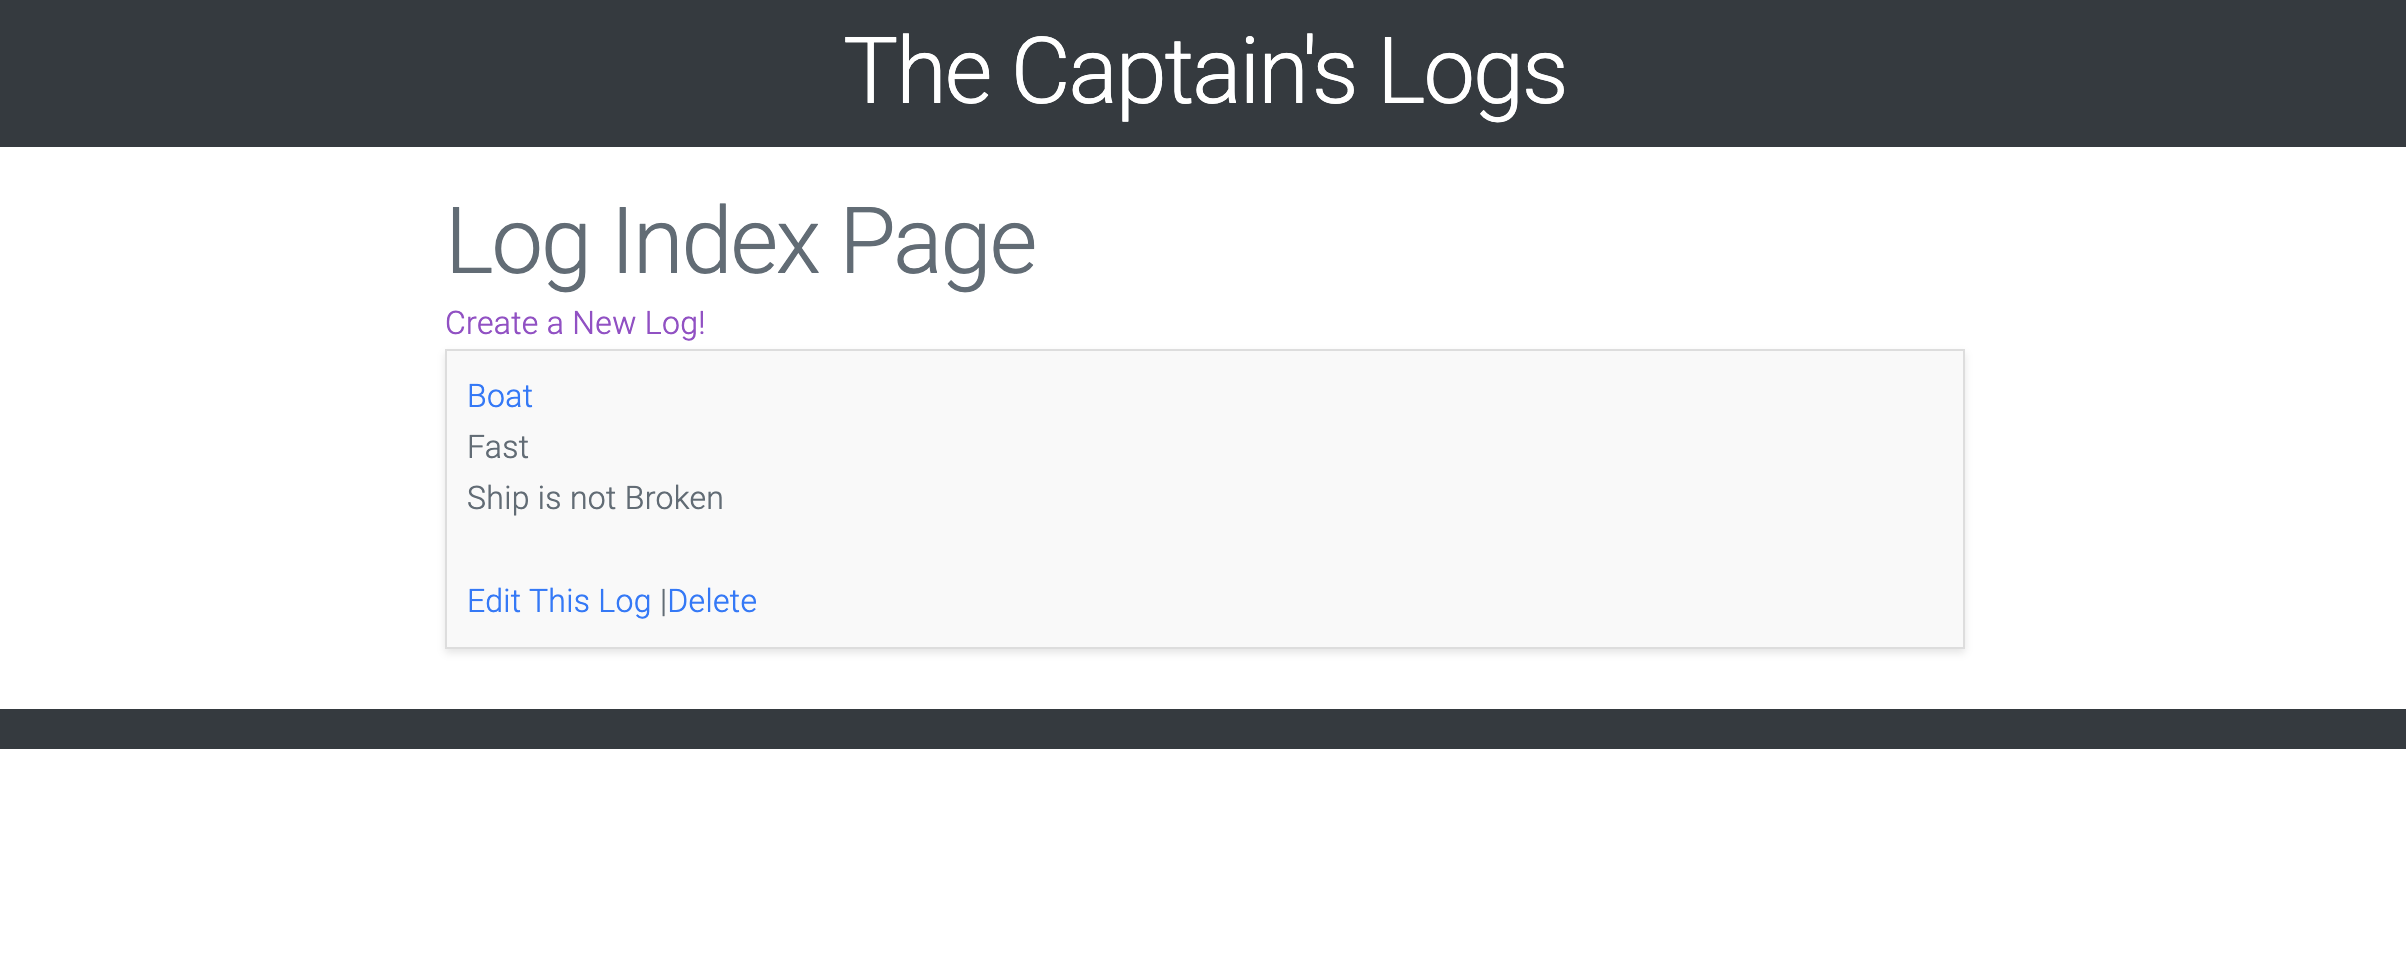 The Captain's Logs
Log Index Page
Create a New Log!
Boat
Fast
Ship is not Broken
Edit This Log |Delete